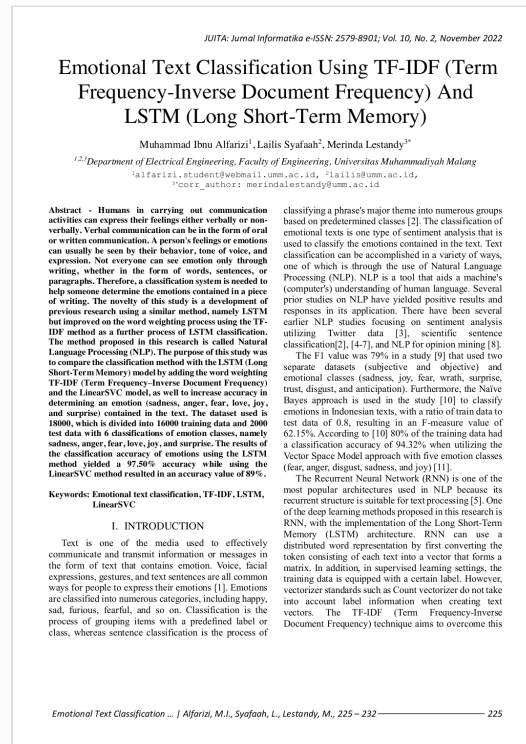 JUITA: Jurnal Informatika e-ISSN: 2579-8901; Vol. 10, No. 2, November 2022
Emotional Text Classification Using TF-IDF (Term
Frequency-Inverse Document Frequency) And
LSTM (Long Short-Term Memory)
Muhammad Ibnu Alfarizi1, Lailis Syafaah2, Merinda Lestandy3*
1,2,3Department of Electrical Engineering, Faculty of Engineering, Universitas Muhammadiyah Malang
1alfarizi.student@webmail.umm.ac.id, 2lailis@umm.ac.id,
3*corr_author: merindalestandy@umm.ac.id
Abstract - Humans in carrying out communication
activities can express their feelings either verbally or non-
verbally. Verbal communication can be in the form of oral
or written communication. A person's feelings or emotions
can usually be seen by their behavior, tone of voice, and
expression. Not everyone can see emotion only through
writing, whether in the form of words, sentences, or
paragraphs. Therefore, a classification system is needed to
help someone determine the emotions contained in a piece
of writing. The novelty of this study is a development of
previous research using a similar method, namely LSTM
but improved on the word weighting process using the TF-
IDF method as a further process of LSTM classification.
The method proposed in this research is called Natural
Language Processing (NLP). The purpose of this study was
to compare the classification method with the LSTM (Long
Short-Term Memory) model by adding the word weighting
TF-IDF (Term Frequency–Inverse Document Frequency)
and the LinearSVC model, as well to increase accuracy in
determining an emotion (sadness, anger, fear, love, joy,
and surprise) contained in the text. The dataset used is
18000, which is divided into 16000 training data and 2000
test data with 6 classifications of emotion classes, namely
sadness, anger, fear, love, joy, and surprise. The results of
the classification accuracy of emotions using the LSTM
method yielded a 97.50% accuracy while using the
LinearSVC method resulted in an accuracy value of 89%.
Keywords: Emotional text classification, TF-IDF, LSTM,
LinearSVC
I. INTRODUCTION
Text is one of the media used to effectively
communicate and transmit information or messages in
the form of text that contains emotion. Voice, facial
expressions, gestures, and text sentences are all common
ways for people to express their emotions [1]. Emotions
are classified into numerous categories, including happy,
sad, furious, fearful, and so on. Classification is the
process of grouping items with a predefined label or
class, whereas sentence classification is the process of
classifying a phrase's major theme into numerous groups
based on predetermined classes [2]. The classification of
emotional texts is one type of sentiment analysis that is
used to classify the emotions contained in the text. Text
classification can be accomplished in a variety of ways,
one of which is through the use of Natural Language
Processing (NLP). NLP is a tool that aids a machine's
(computer's) understanding of human language. Several
prior studies on NLP have yielded positive results and
responses in its application. There have been several
earlier NLP studies focusing on sentiment analysis
utilizing Twitter data [3], scientific sentence
classification[2], [4-7], and NLP for opinion mining [8].
The F1 value was 79% in a study [9] that used two
separate datasets (subjective and objective) and
emotional classes (sadness, joy, fear, wrath, surprise,
trust, disgust, and anticipation). Furthermore, the Naïve
Bayes approach is used in the study [10] to classify
emotions in Indonesian texts, with a ratio of train data to
test data of 0.8, resulting in an F-measure value of
62.15%. According to [10] 80% of the training data had
a classification accuracy of 94.32% when utilizing the
Vector Space Model approach with five emotion classes
(fear, anger, disgust, sadness, and joy) [11].
The Recurrent Neural Network (RNN) is one of the
most popular architectures used in NLP because its
recurrent structure is suitable for text processing [5]. One
of the deep learning methods proposed in this research is
RNN, with the implementation of the Long Short-Term
Memory (LSTM) architecture. RNN can use a
distributed word representation by first converting the
token consisting of each text into a vector that forms a
matrix. In addition, in supervised learning settings, the
training data is equipped with a certain label. However,
vectorizer standards such as Count vectorizer do not take
into account label information when creating text
vectors. The TF-IDF (Term Frequency-Inverse
Document Frequency) technique aims to overcome this
Emotional Text Classification ... | Alfarizi, M.I., Syafaah, L., Lestandy, M., 225 – 232 225